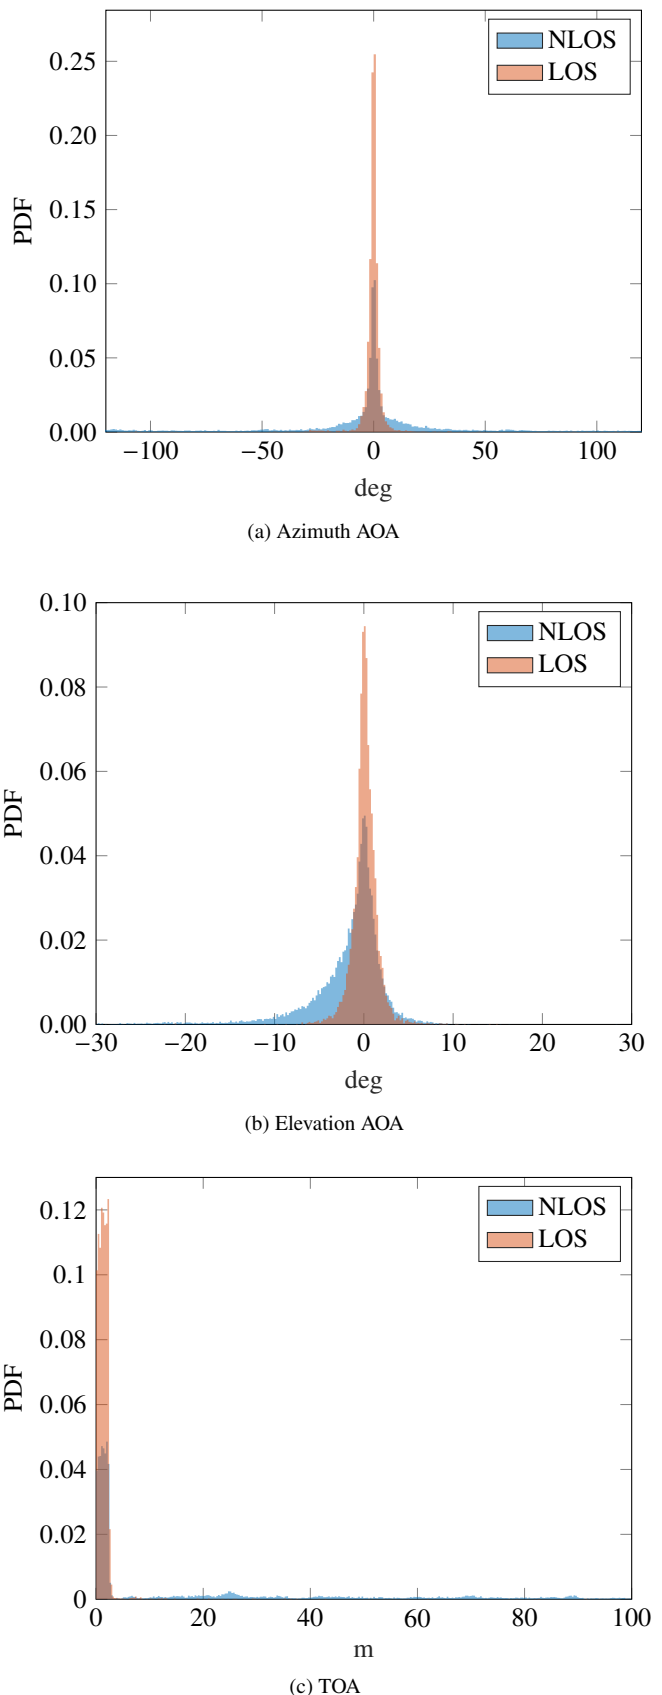 NLOS
LOS
0.25
0.20
0.15
0.10
0.05
0.00
PDF
−100
−50
0
50
100
deg
(a) Azimuth AOA
0.10
NLOS
LOS
0.08
0.06
0.04
0.02
0.00
PDF
−30
−20
−10
0
10
20
30
deg
(b) Elevation AOA
NLOS
LOS
0.12
0.1
0.08
0.06
0.04
0.02
0
PDF
0
20
40
60
80
100
m
(c) TOA